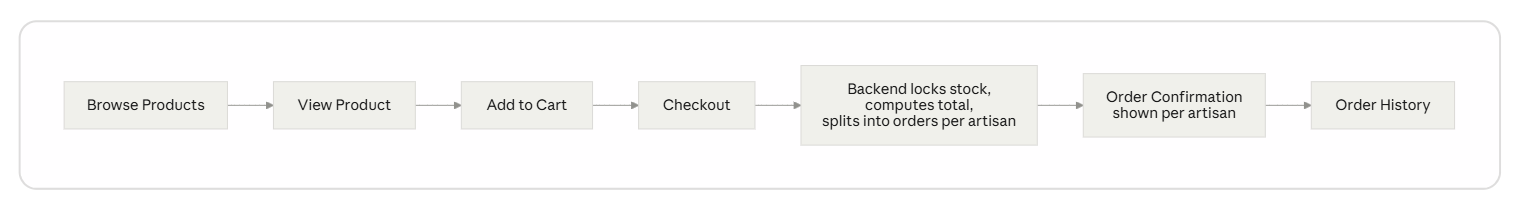 Browse Products
View Product
Add to Cart
Checkout
Backend locks stock,
computes total,
splits into orders per artisan
Order Confirmation
shown per artisan
Order History